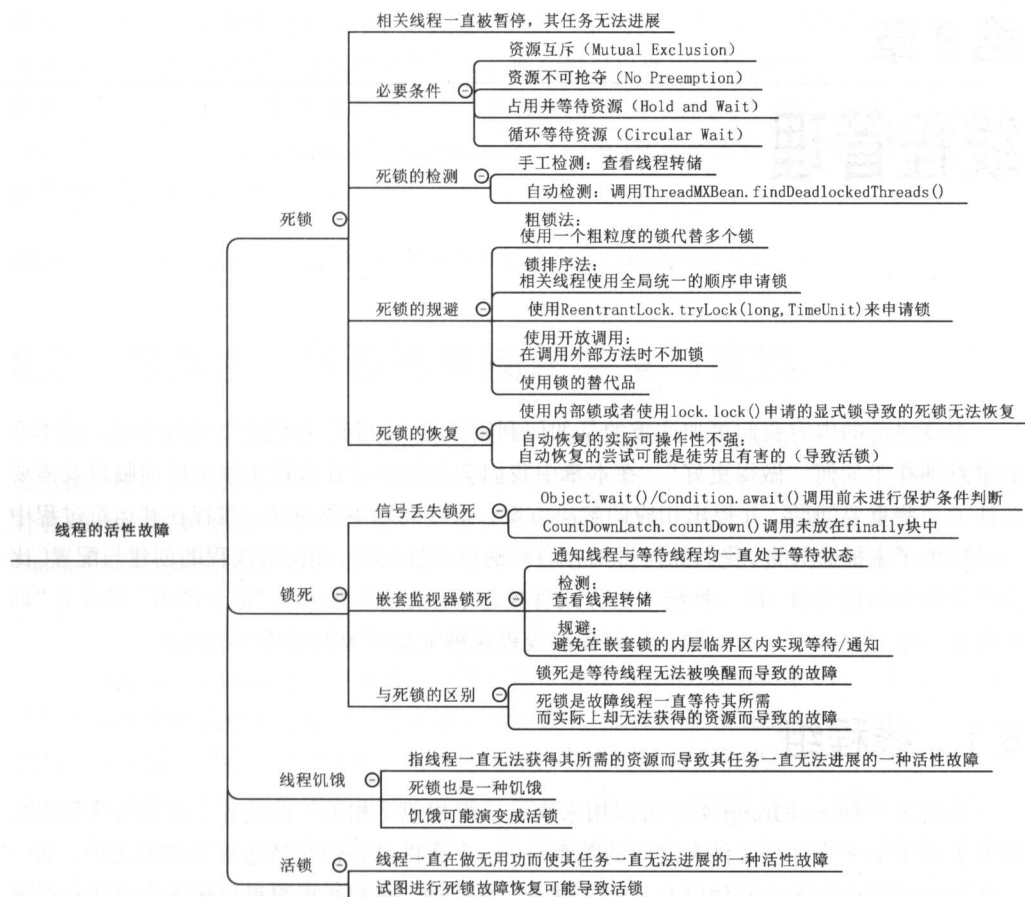 相关线程一直被暂停，其任务无法进展
资源互斥（Mutual Exclusion）
资源不可抢夺（No Preemption）
必要条件
占用并等待资源（Hold and Wait）
循环等待资源（Circular Wait）
手工检测：查看线程转储
死锁的检测
自动检测：调用ThreadMXBean.findDeadlockedThreads()
死锁
粗锁法：
使用一个粗粒度的锁代替多个锁
锁排序法：
相关线程使用全局统一的顺序申请锁
死锁的规避
使用ReentrantLock.tryLock(long,TimeUnit)来申请锁
使用开放调用：
在调用外部方法时不加锁
使用锁的替代品
使用内部锁或者使用lock.lock()申请的显式锁导致的死锁无法恢复
死锁的恢复
自动恢复的实际可操作性不强：
自动恢复的尝试可能是徒劳且有害的（导致活锁）
线程的活性故障
Object.wait()/Condition.await()调用前未进行保护条件判断
信号丢失锁死
CountDownLatch.countDown()调用未放在finally块中
通知线程与等待线程均一直处于等待状态
锁死
嵌套监视器锁死
检测：
查看线程转储
规避：
避免在嵌套锁的内层临界区内实现等待/通知
锁死是等待线程无法被唤醒而导致的故障
与死锁的区别
死锁是故障线程一直等待其所需
而实际上却无法获得的资源而导致的故障
指线程一直无法获得其所需的资源而导致其任务一直无法进展的一种活性故障
线程饥饿
死锁也是一种饥饿
饥饿可能演变成活锁
活锁
线程一直在做无用功而使其任务一直无法进展的一种活性故障
试图进行死锁故障恢复可能导致活锁